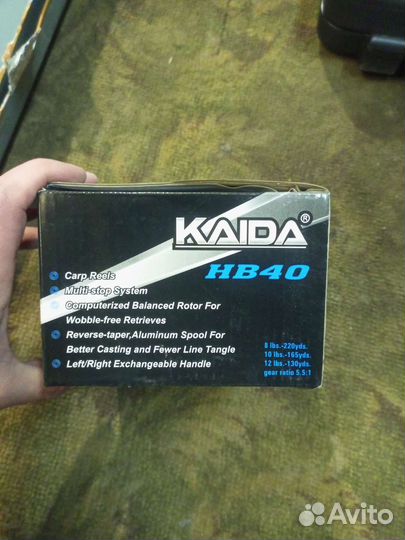 KAIDA®
HB40
Carp Reels
Multi-stop System
Computerized Balanced Rotor For
Wobble-free Retrieves
Reverse-taper,Aluminum Spool For
Better Casting and Fewer Line Tangle
Left/Right Exchangeable Handle
8 lbs.-220yds.
10 lbs.-165yds.
12 lbs.-130yds.
gear ratio 5.5:1
Avito